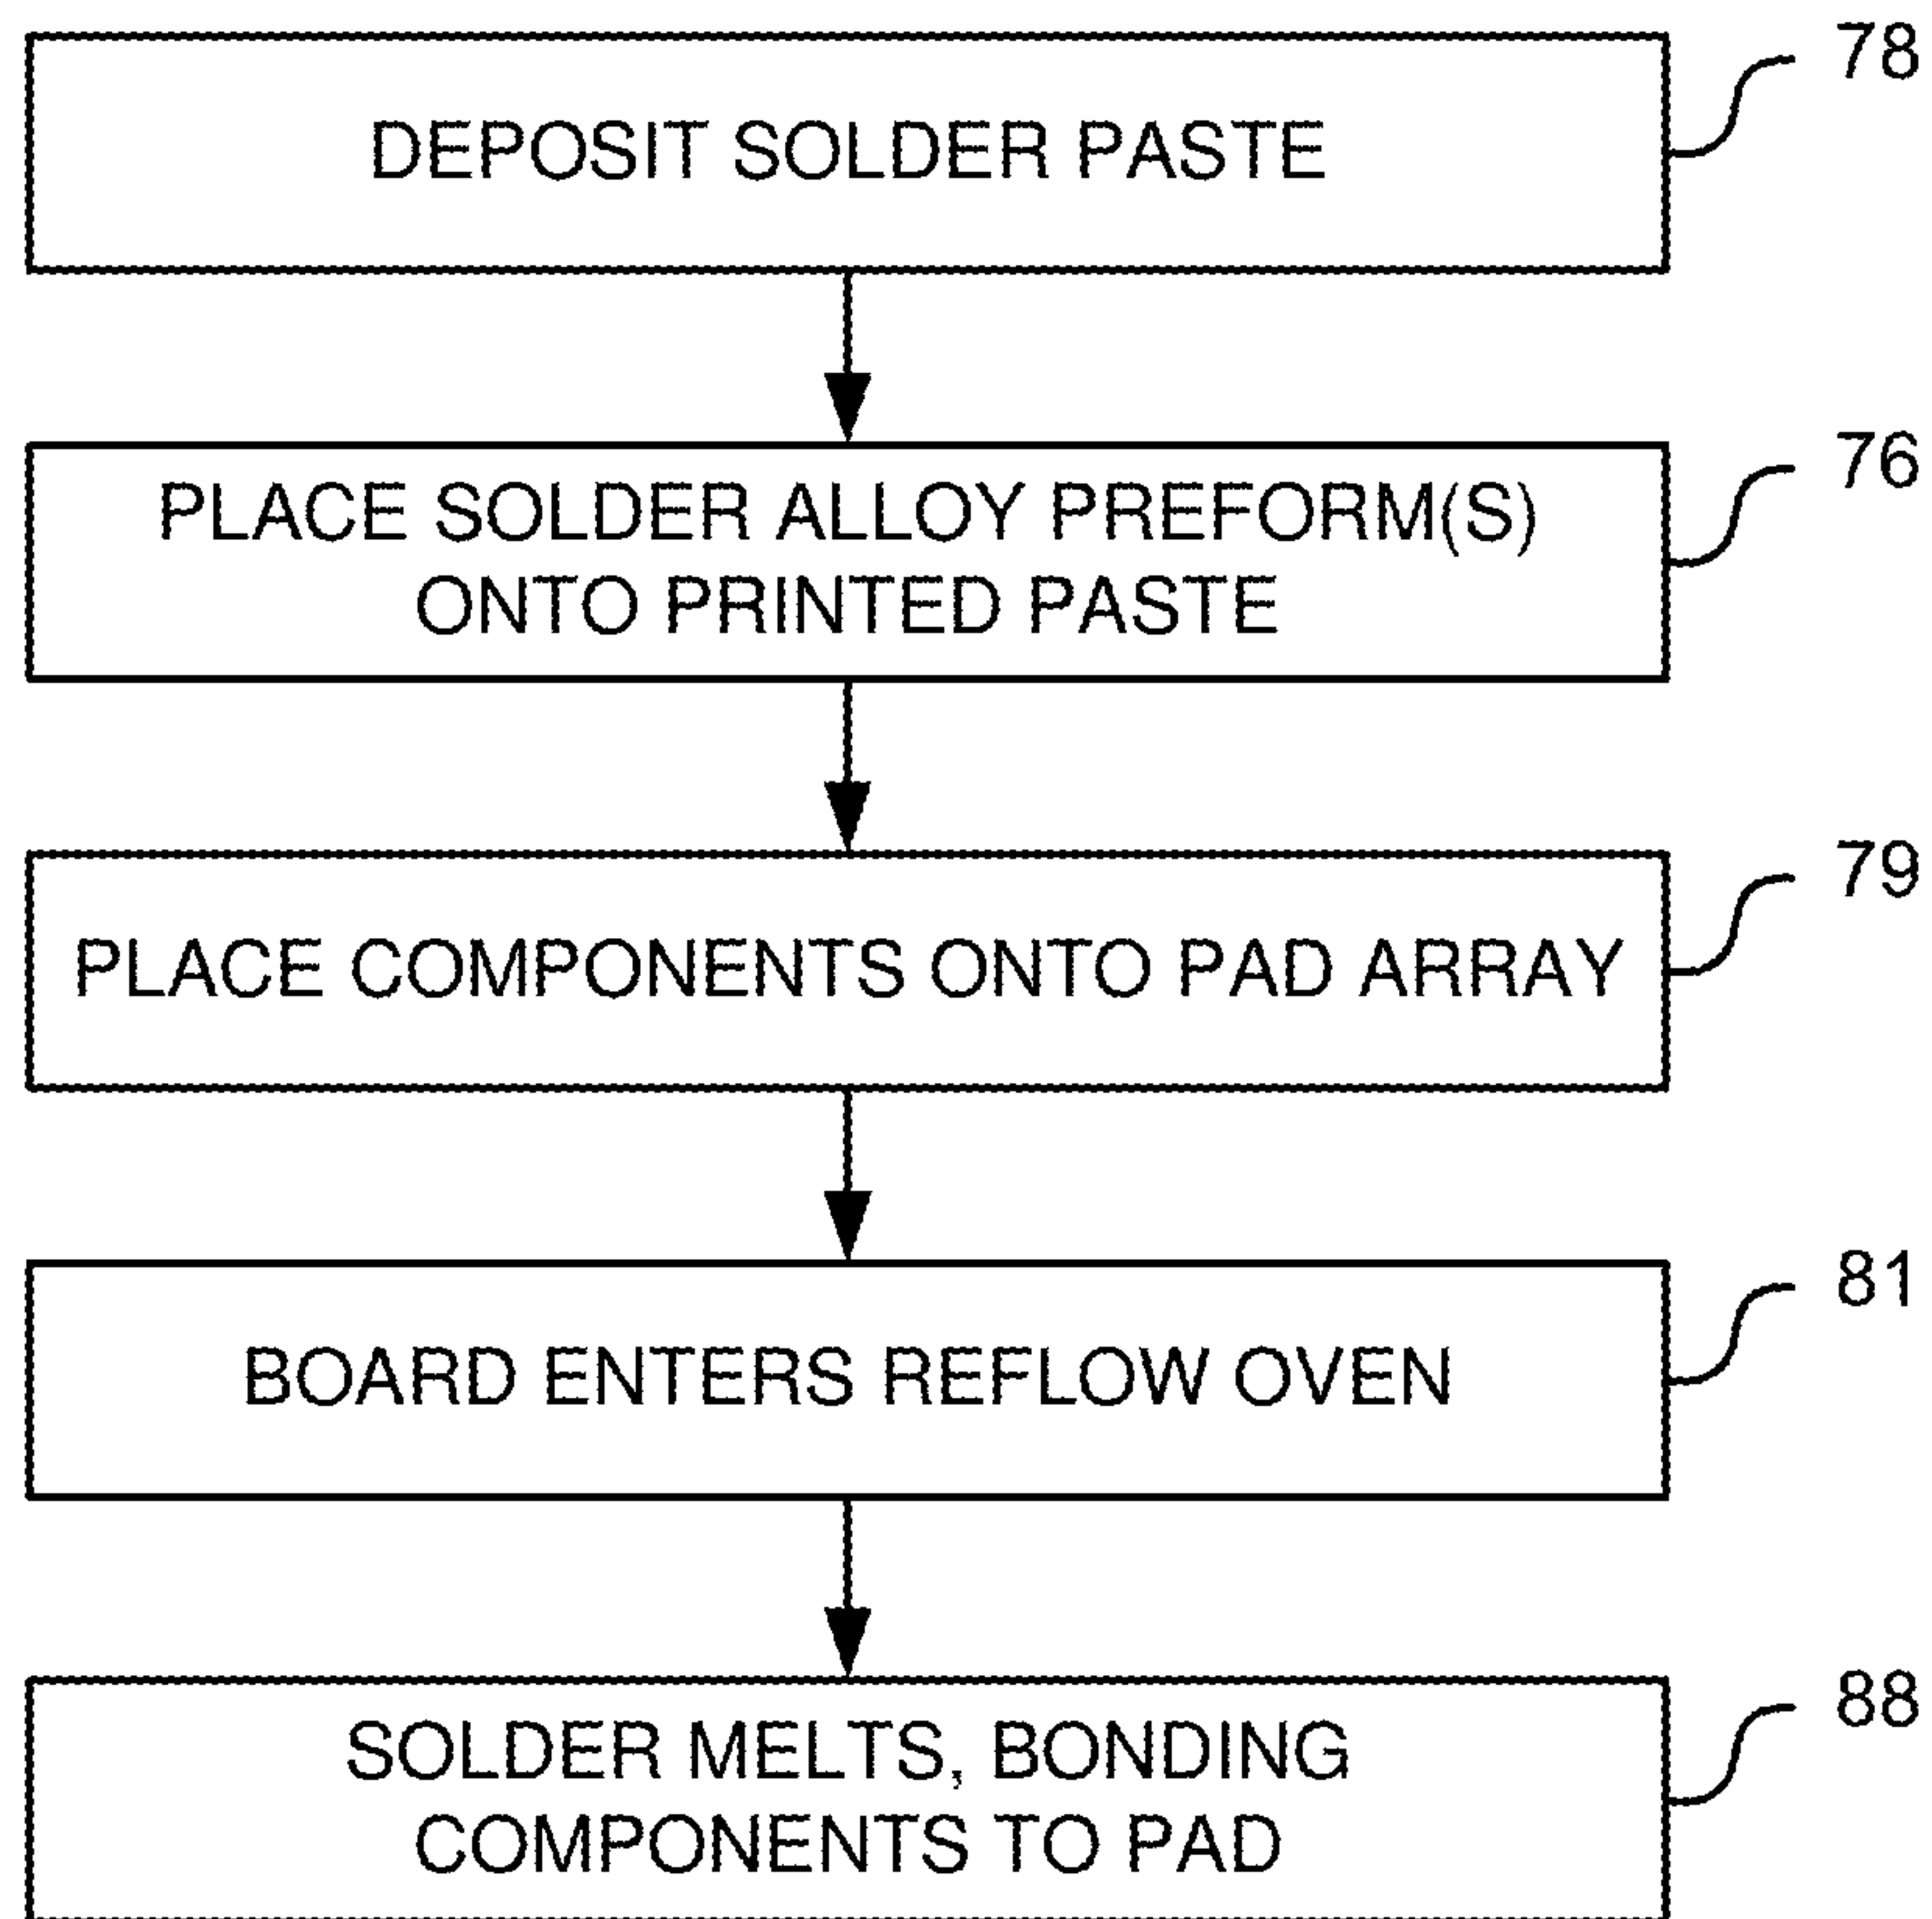 DEPOSIT SOLDER PASTE
78
PLACE SOLDER ALLOY PREFORM(S)
ONTO PRINTED PASTE
76
PLACE COMPONENTS ONTO PAD ARRAY
79
BOARD ENTERS REFLOW OVEN
81
SOLDER MELTS, BONDING
COMPONENTS TO PAD
88